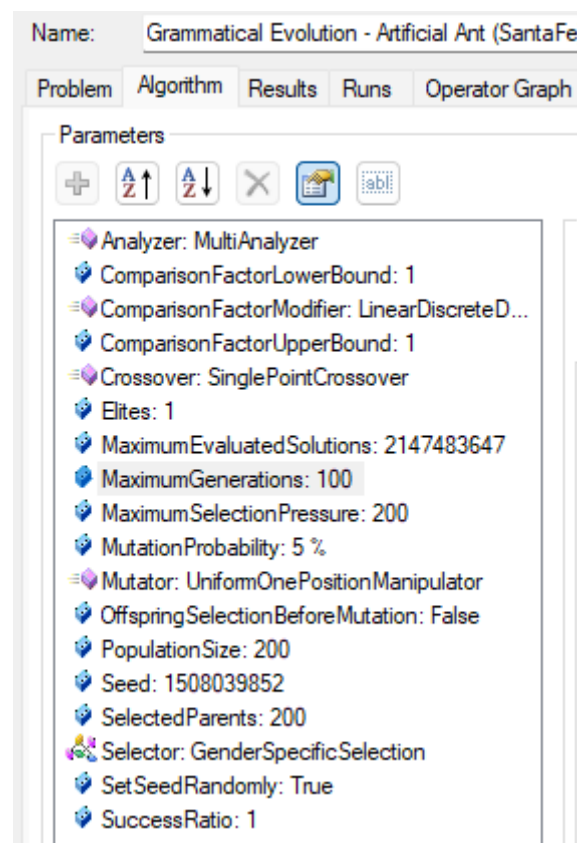 Name: Grammatical Evolution - Artificial Ant (SantaFe
Problem Algorithm Results Runs Operator Graph
Parameters
Analyzer: MultiAnalyzer
ComparisonFactorLowerBound: 1
ComparisonFactorModifier: LinearDiscreteD...
ComparisonFactorUpperBound: 1
Crossover: SinglePointCrossover
Elites: 1
MaximumEvaluatedSolutions: 2147483647
MaximumGenerations: 100
MaximumSelectionPressure: 200
MutationProbability: 5 %
Mutator: UniformOnePositionManipulator
OffspringSelectionBeforeMutation: False
PopulationSize: 200
Seed: 1508039852
SelectedParents: 200
Selector: GenderSpecificSelection
SetSeedRandomly: True
SuccessRatio: 1